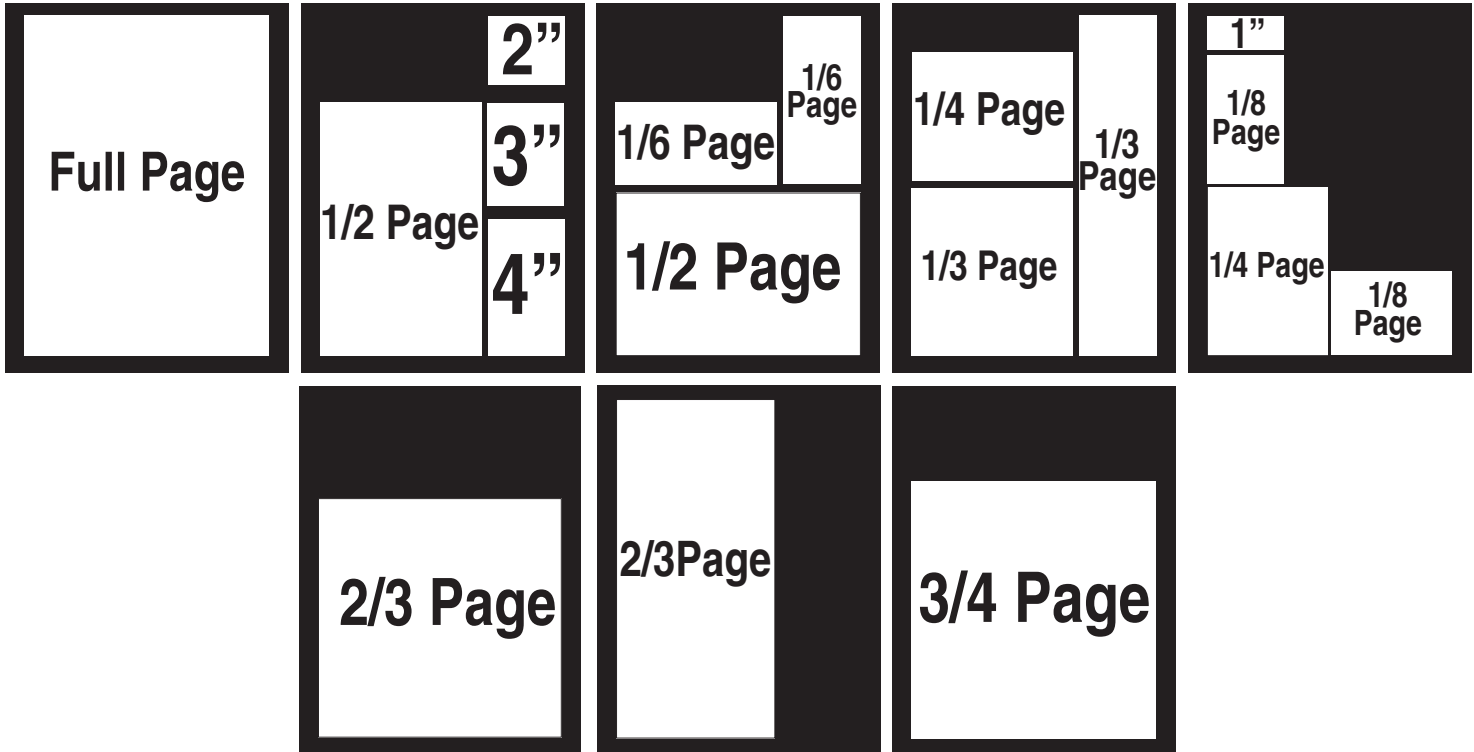 Full Page
2”
3”
1/2 Page
4”
1/6
Page
1/6 Page
1/2 Page
1/4 Page
1/3
Page
1/3 Page
1”
1/8
Page
1/4 Page
1/8
Page
2/3 Page
2/3Page
3/4 Page